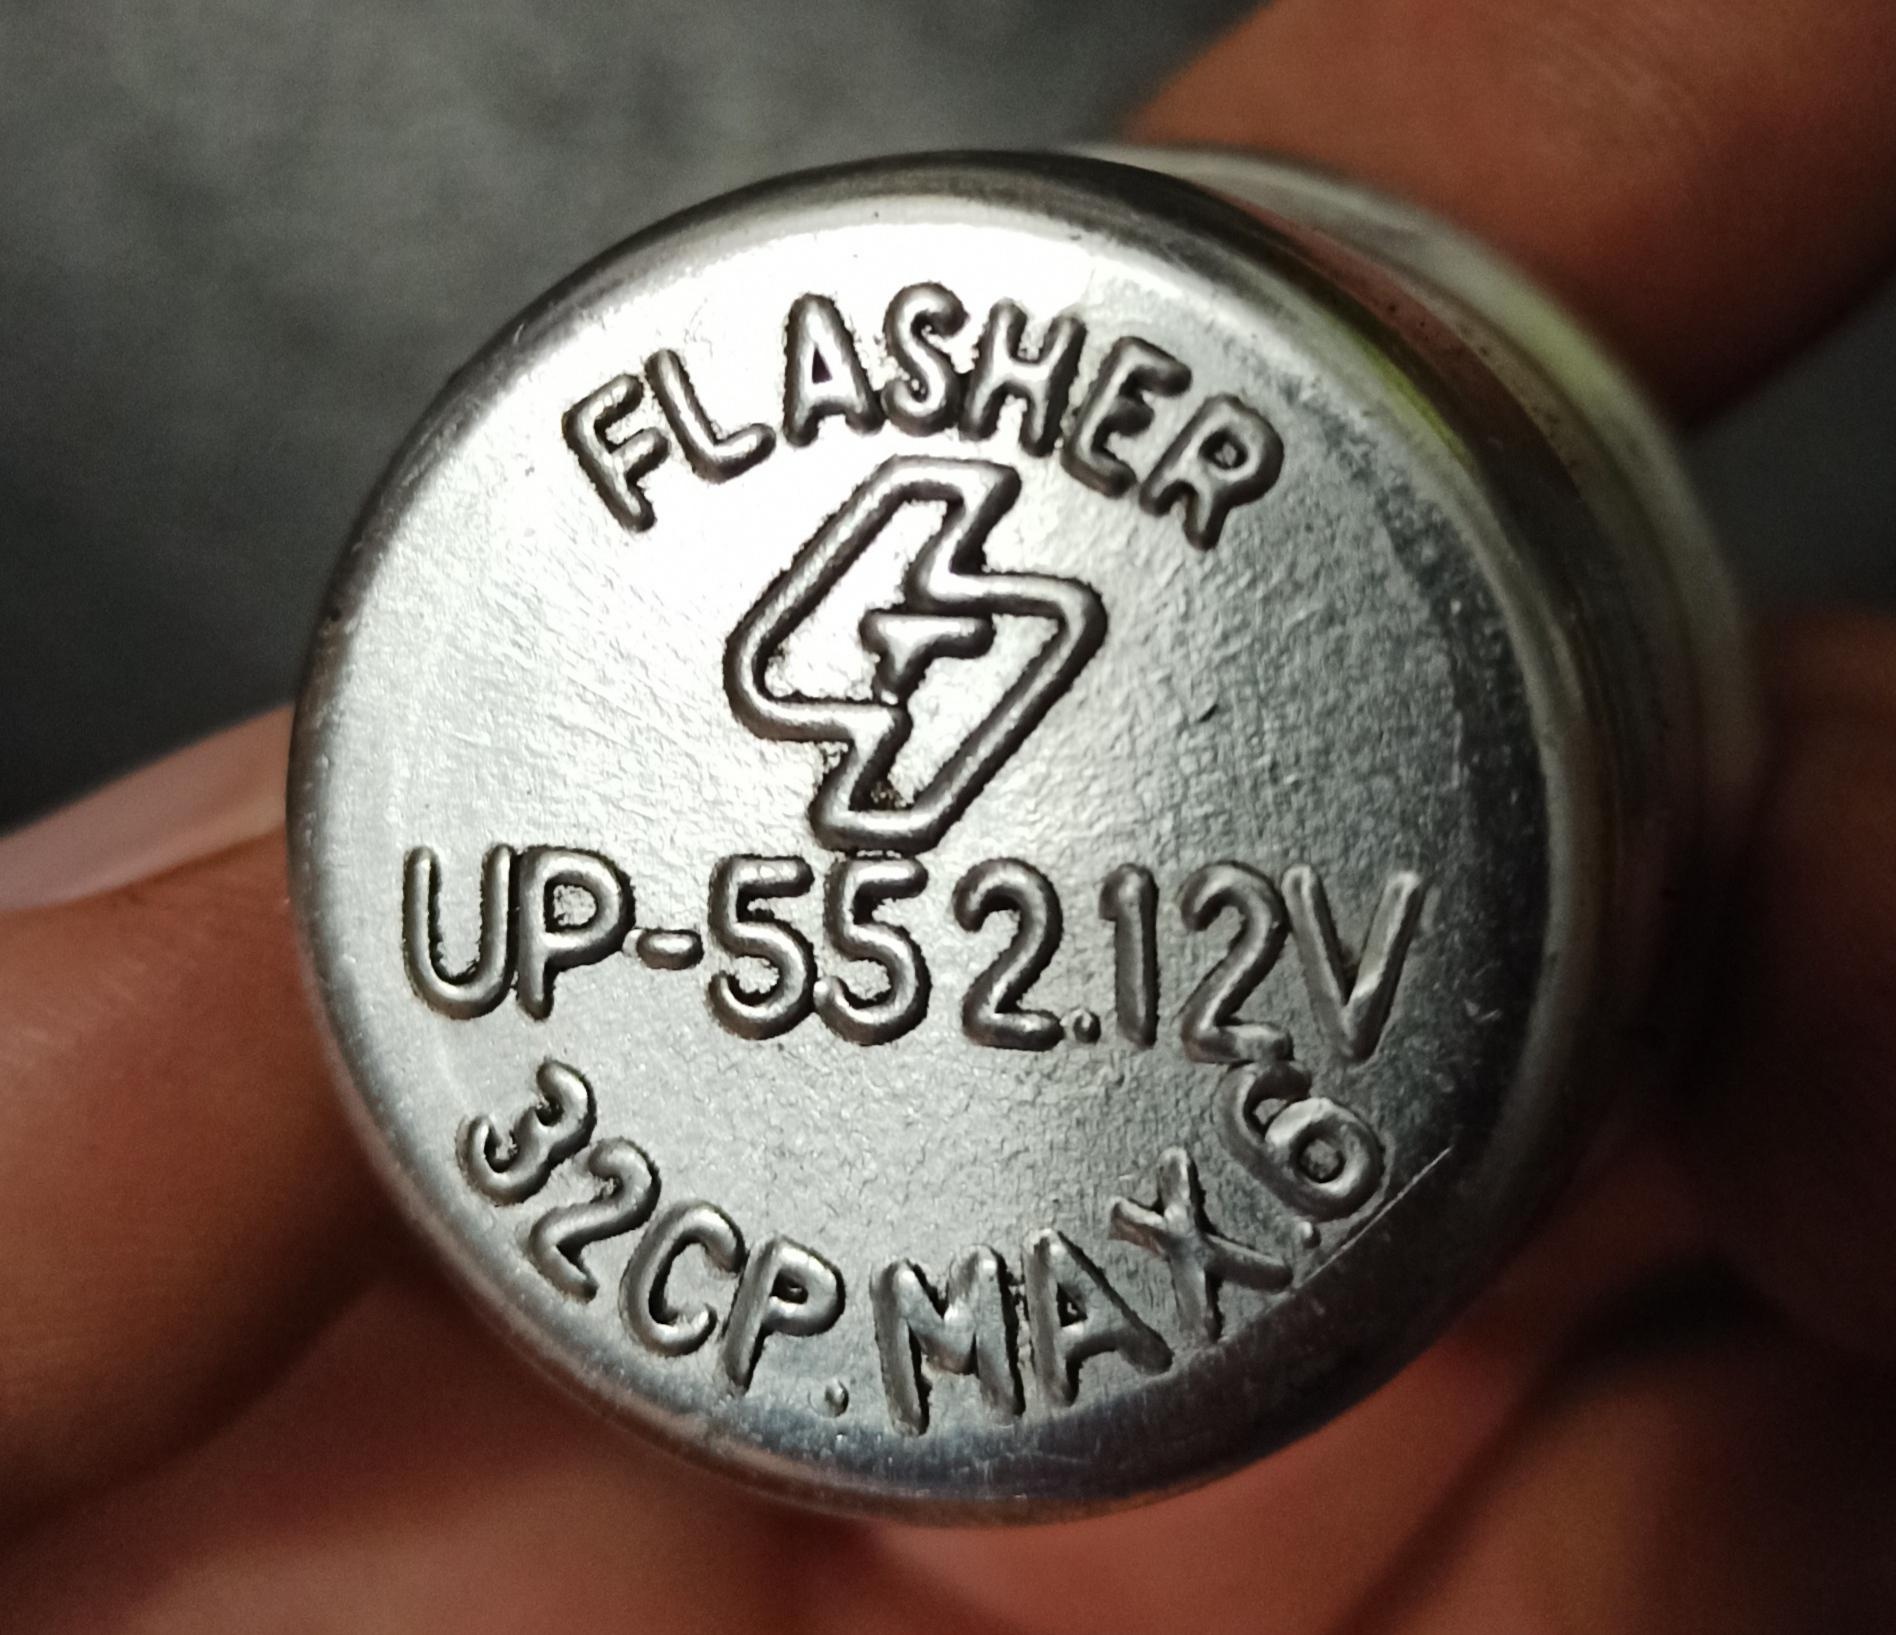 FLASHER
T
UP-552.12V
32CP.MAX.6